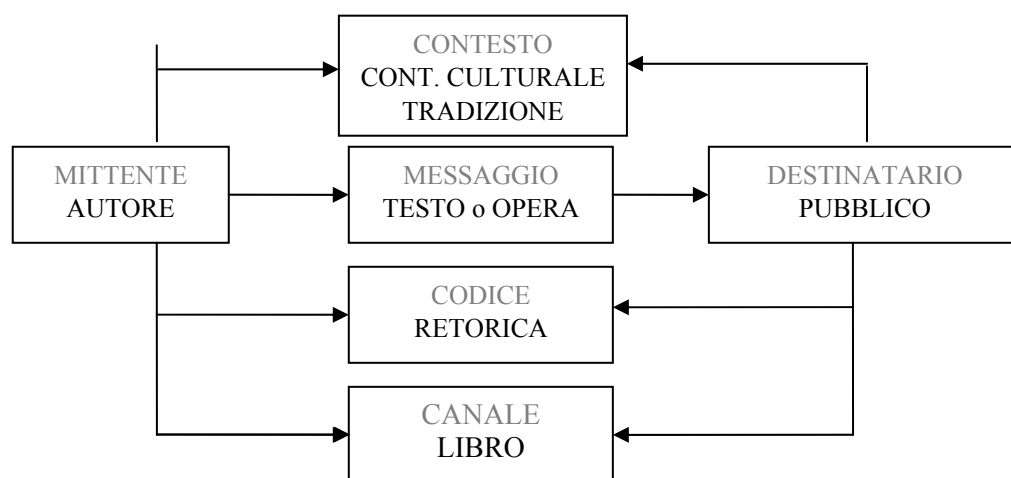 CONTESTO
CONT. CULTURALE
TRADIZIONE
MITTENTE
AUTORE
MESSAGGIO
TESTO o OPERA
DESTINATARIO
PUBBLICO
CODICE
RETORICA
CANALE
LIBRO